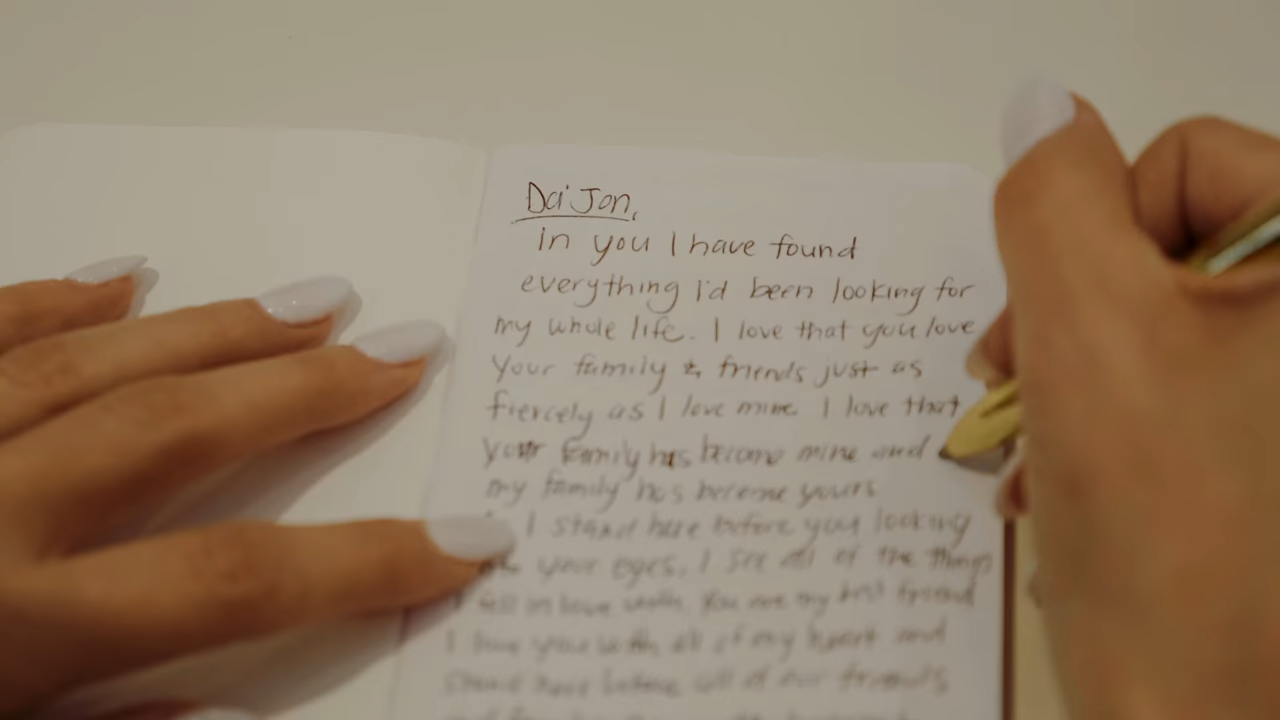 Dai'Jon,
in you I have found
everything I'd been looking for
my whole life. I love that you love
your family & friends just as
fiercely as I love mine. I love that
your family has become mine and
my family has become yours
I stand here before you looking
your eyes, I see all of the things
fell in love with. You are my best friend
I love you with all of my heart and
stand here before all of our friends